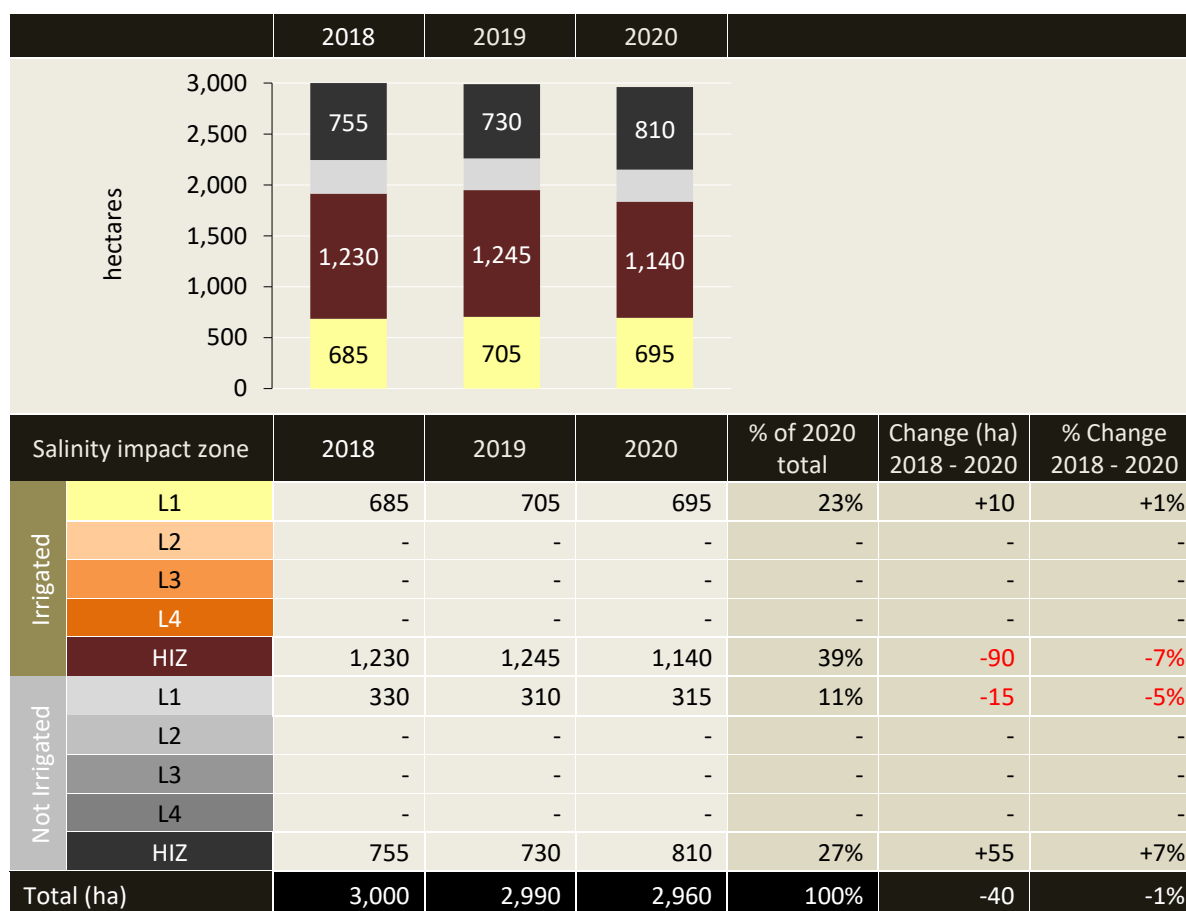 2018 2019 2020
3,000
2,500
2,000
1,500
1,000
500
0
hectares
755 730 810
1,230 1,245 1,140
685 705 695
Salinity impact zone 2018 2019 2020 % of 2020 total Change (ha) 2018 - 2020 % Change 2018 - 2020
Irrigated
L1 685 705 695 23% +10 +1%
L2 - - - - - -
L3 - - - - - -
L4 - - - - - -
HIZ 1,230 1,245 1,140 39% -90 -7%
Not Irrigated
L1 330 310 315 11% -15 -5%
L2 - - - - - -
L3 - - - - - -
L4 - - - - - -
HIZ 755 730 810 27% +55 +7%
Total (ha) 3,000 2,990 2,960 100% -40 -1%